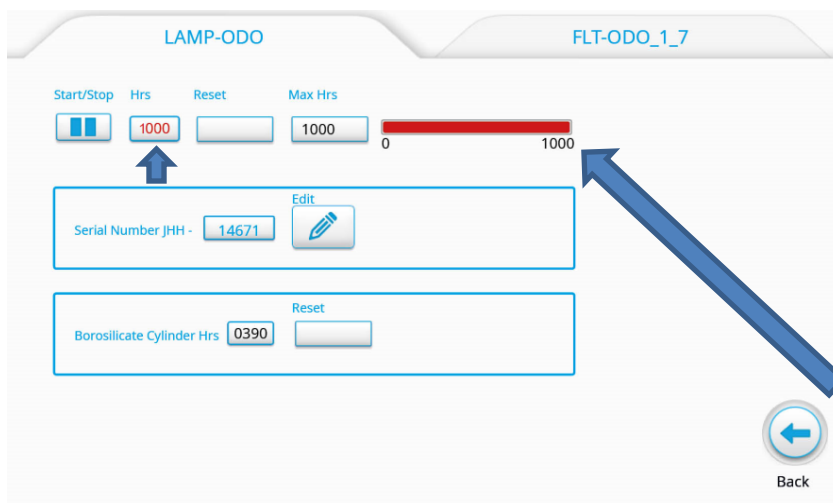 LAMP-ODO
FLT-ODO_1_7
Start/Stop Hrs Reset Max Hrs
1000 1000
0 1000
Edit
Serial Number JHH - 14671
Reset
Borosilicate Cylinder Hrs 0390
Back